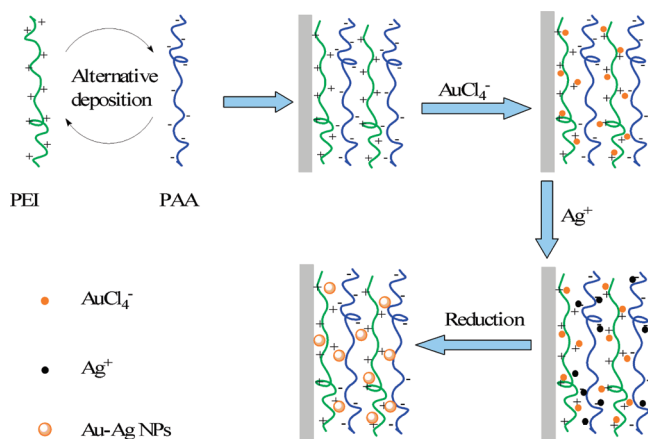 Alternative
deposition
PEI
PAA
AuCl₄⁻
Ag⁺
Reduction
AuCl₄⁻
Ag⁺
Au-Ag NPs